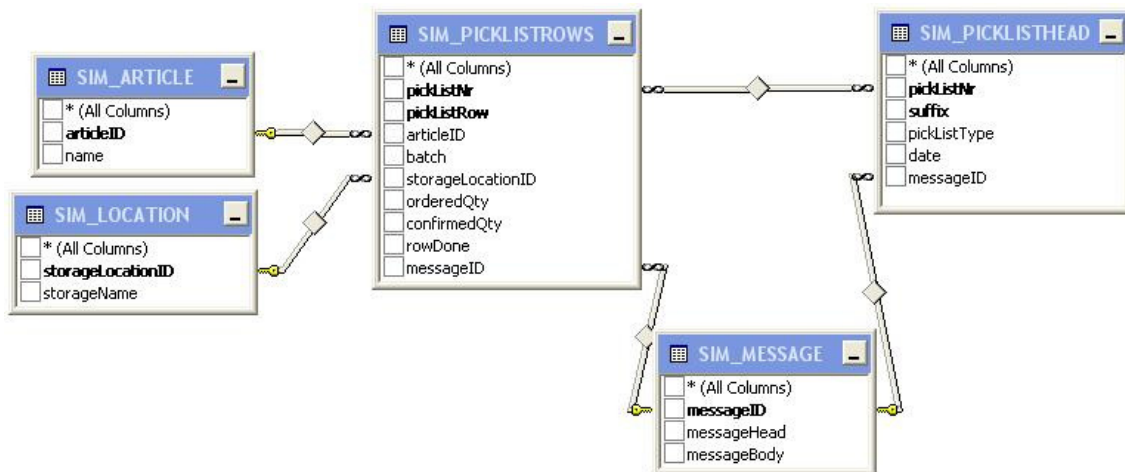 SIM_ARTICLE
* (All Columns)
articleID
name
SIM_LOCATION
* (All Columns)
storageLocationID
storageName
SIM_PICKLISTROWS
* (All Columns)
pickListNr
pickListRow
articleID
batch
storageLocationID
orderedQty
confirmedQty
rowDone
messageID
SIM_PICKLISTHEAD
* (All Columns)
pickListNr
suffix
pickListType
date
messageID
SIM_MESSAGE
* (All Columns)
messageID
messageHead
messageBody